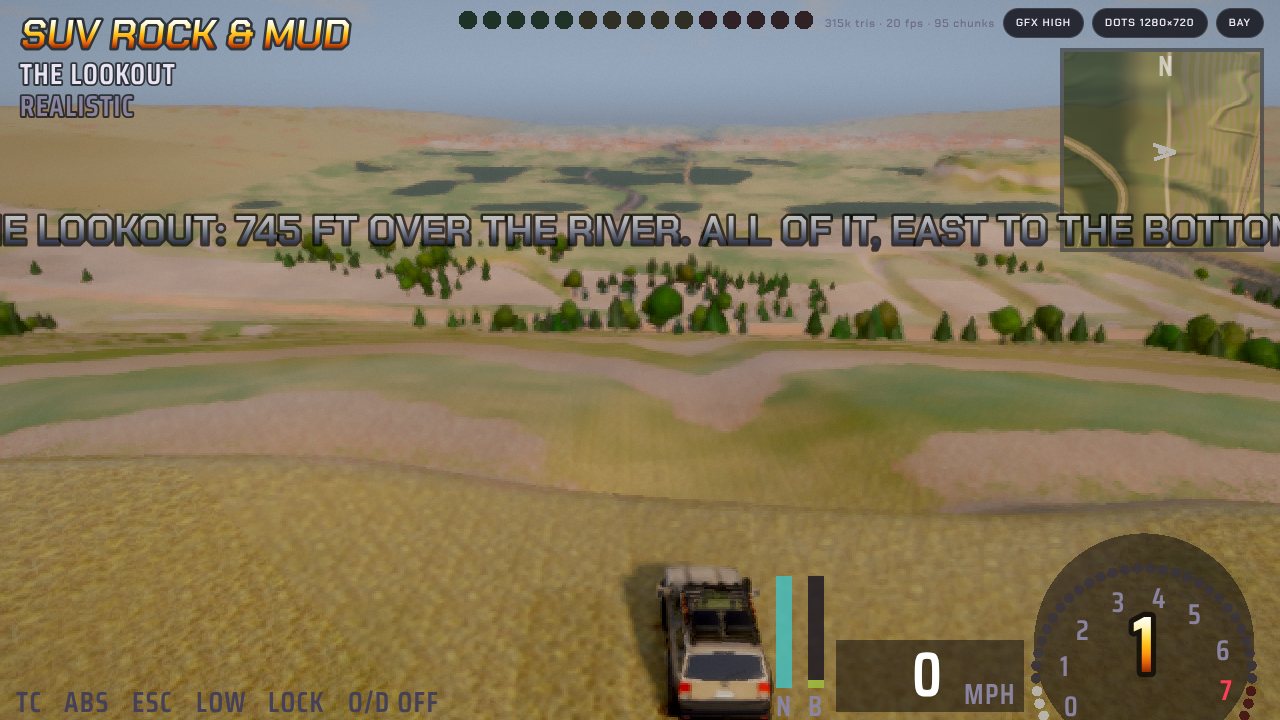 SUV ROCK & MUD
THE LOOKOUT
REALISTIC
315k tris · 20 fps · 95 chunks
GFX HIGH
DOTS 1280×720
BAY
N
LOOKOUT: 745 FT OVER THE RIVER. ALL OF IT, EAST TO THE
TC ABS ESC LOW LOCK O/D OFF
N B
0 MPH
0 1 2 3 4 5 6 7
1